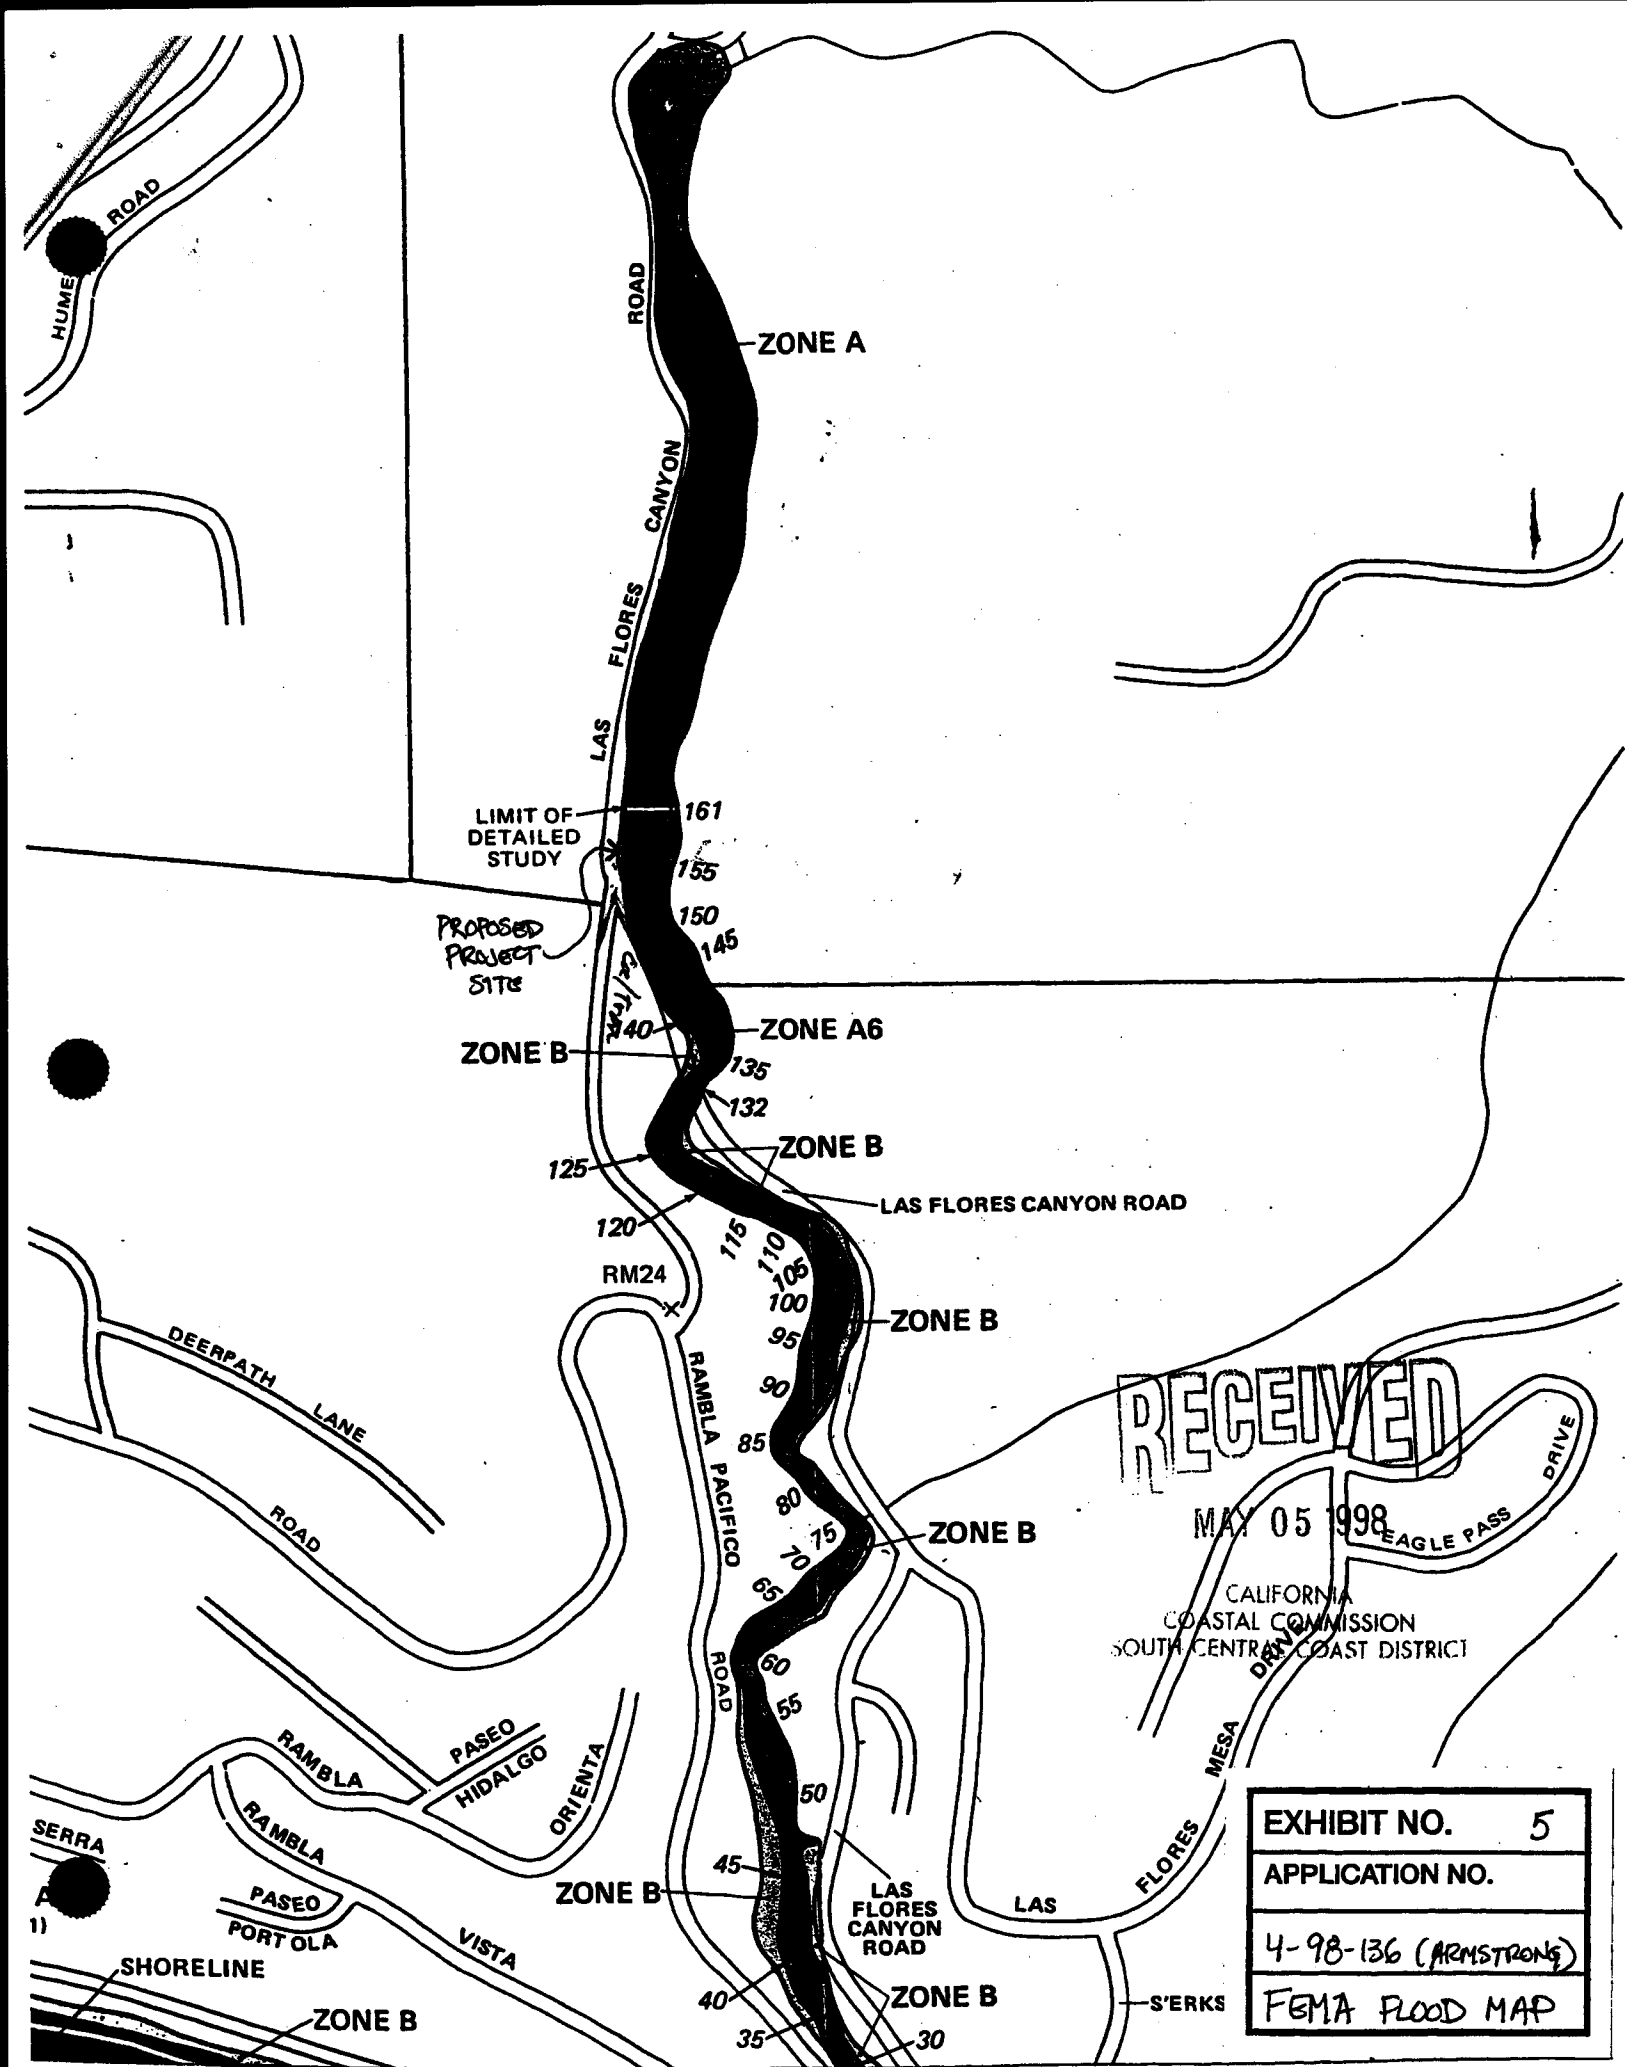 HUME
ROAD
ROAD
ZONE A
CANYON
FLORES
LAS
LIMIT OF
DETAILED
STUDY
161
155
150
145
PROPOSED
PROJECT
SITE
40
ZONE A6
ZONE B
135
132
ZONE B
125
LAS FLORES CANYON ROAD
120
115
110
105
100
RM24
95
ZONE B
90
85
80
75
70
65
ZONE B
DEERPATH
LANE
ROAD
RAMBLA
PACIFICO
ROAD
RECEIVED
MAY 05 1998
CALIFORNIA
COASTAL COMMISSION
SOUTH CENTRAL COAST DISTRICT
EAGLE PASS
DRIVE
60
55
50
45
ZONE B
RAMBLA
PASEO
HIDALGO
ORIENTA
SERRA
RAMBLA
PASEO
PORTOLA
VISTA
LAS
FLORES
CANYON
ROAD
LAS
FLORES
MESA
DRIVE
SHORELINE
ZONE B
40
35
ZONE B
30
S'ERKS
A
1)
EXHIBIT NO. 5
APPLICATION NO.
4-98-136 (ARMSTRONG)
FEMA FLOOD MAP